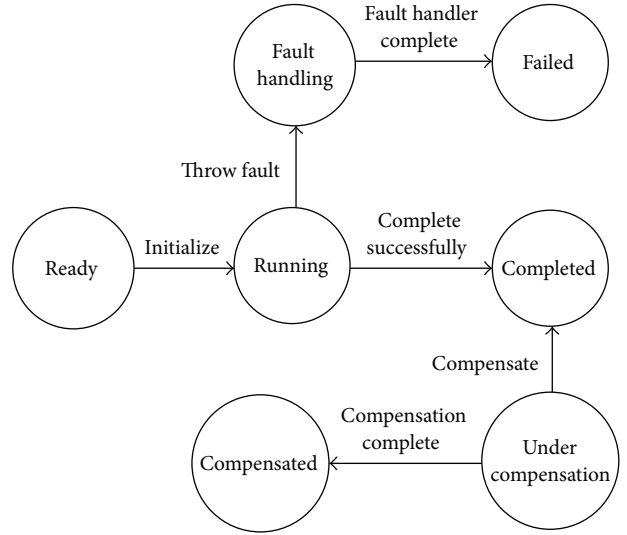 Fault handler
complete
Fault
handling
Failed
Throw fault
Complete
successfully
Initialize
Ready
Running
Completed
Compensate
Compensation
complete
Under
compensation
Compensated